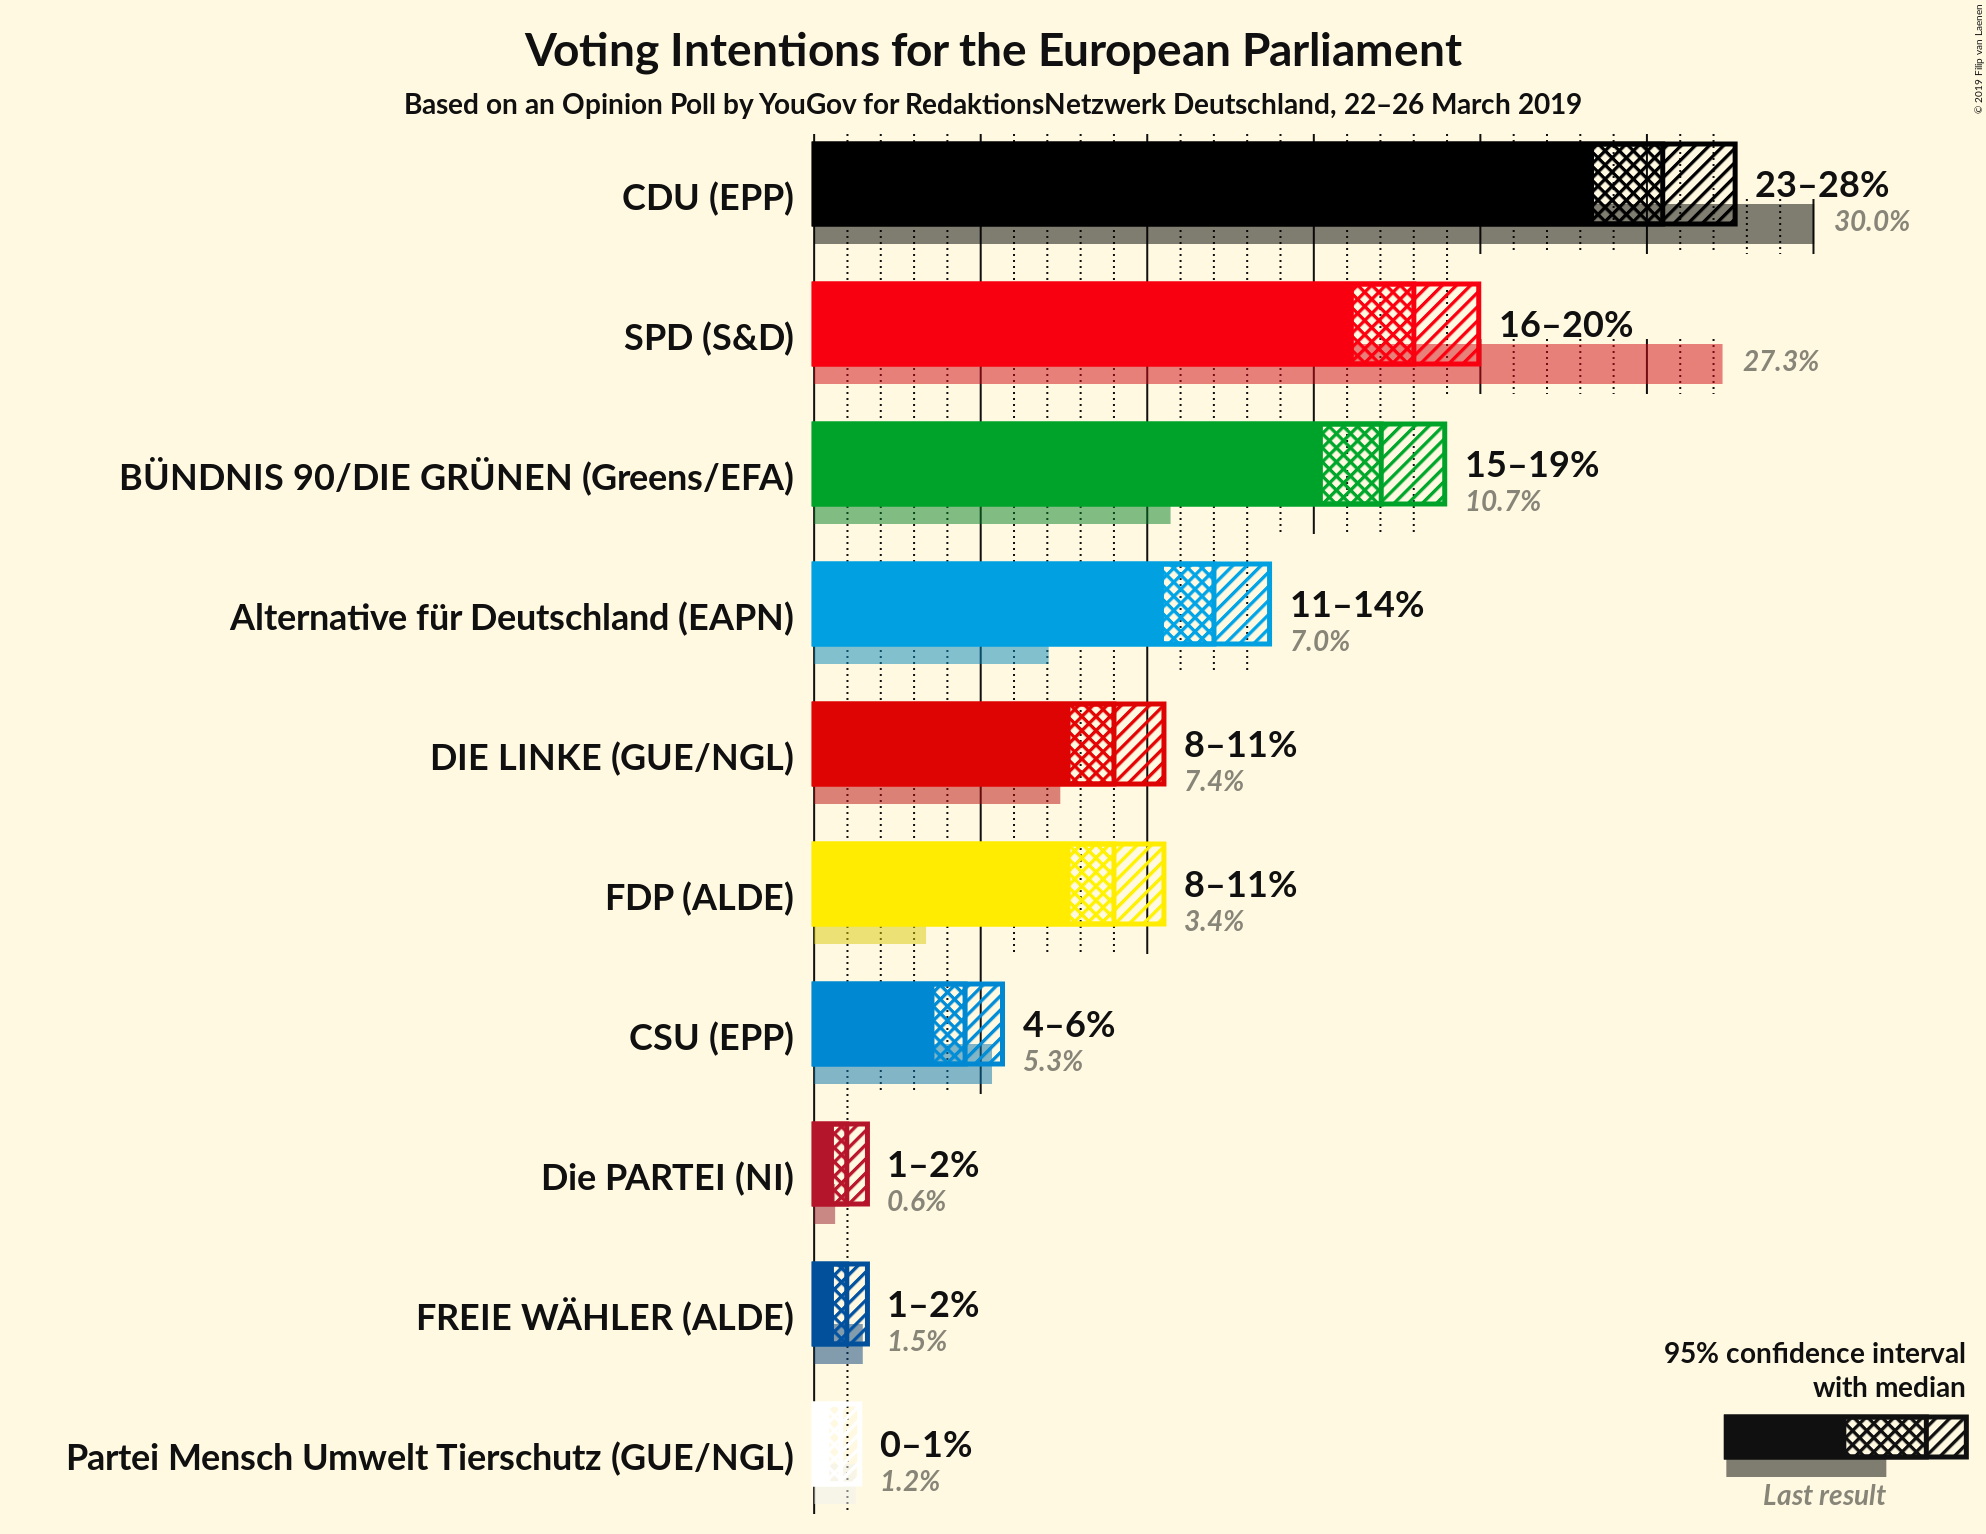 Voting Intentions for the European Parliament
Based on an Opinion Poll by YouGov for RedaktionsNetzwerk Deutschland, 22–26 March 2019
© 2019 Filip van Laenen
CDU (EPP)
23–28%
30.0%
SPD (S&D)
16–20%
27.3%
BÜNDNIS 90/DIE GRÜNEN (Greens/EFA)
15–19%
10.7%
Alternative für Deutschland (EAPN)
11–14%
7.0%
DIE LINKE (GUE/NGL)
8–11%
7.4%
FDP (ALDE)
8–11%
3.4%
CSU (EPP)
4–6%
5.3%
Die PARTEI (NI)
1–2%
0.6%
FREIE WÄHLER (ALDE)
1–2%
1.5%
Partei Mensch Umwelt Tierschutz (GUE/NGL)
0–1%
1.2%
95% confidence interval
with median
Last result